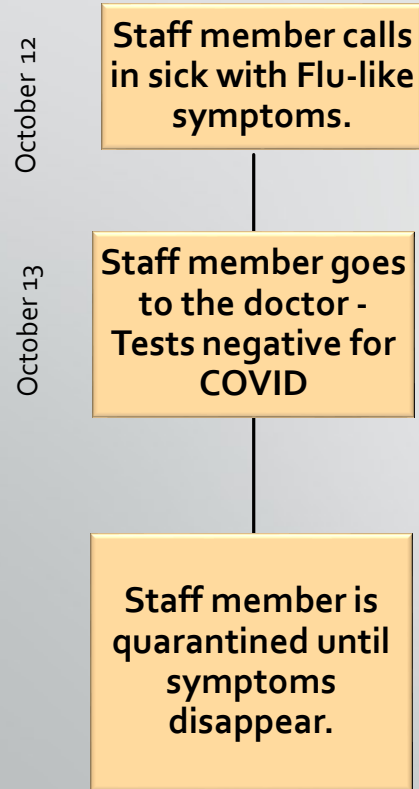 October 12
Staff member calls
in sick with Flu-like
symptoms.
October 13
Staff member goes
to the doctor -
Tests negative for
COVID
Staff member is
quarantined until
symptoms
disappear.